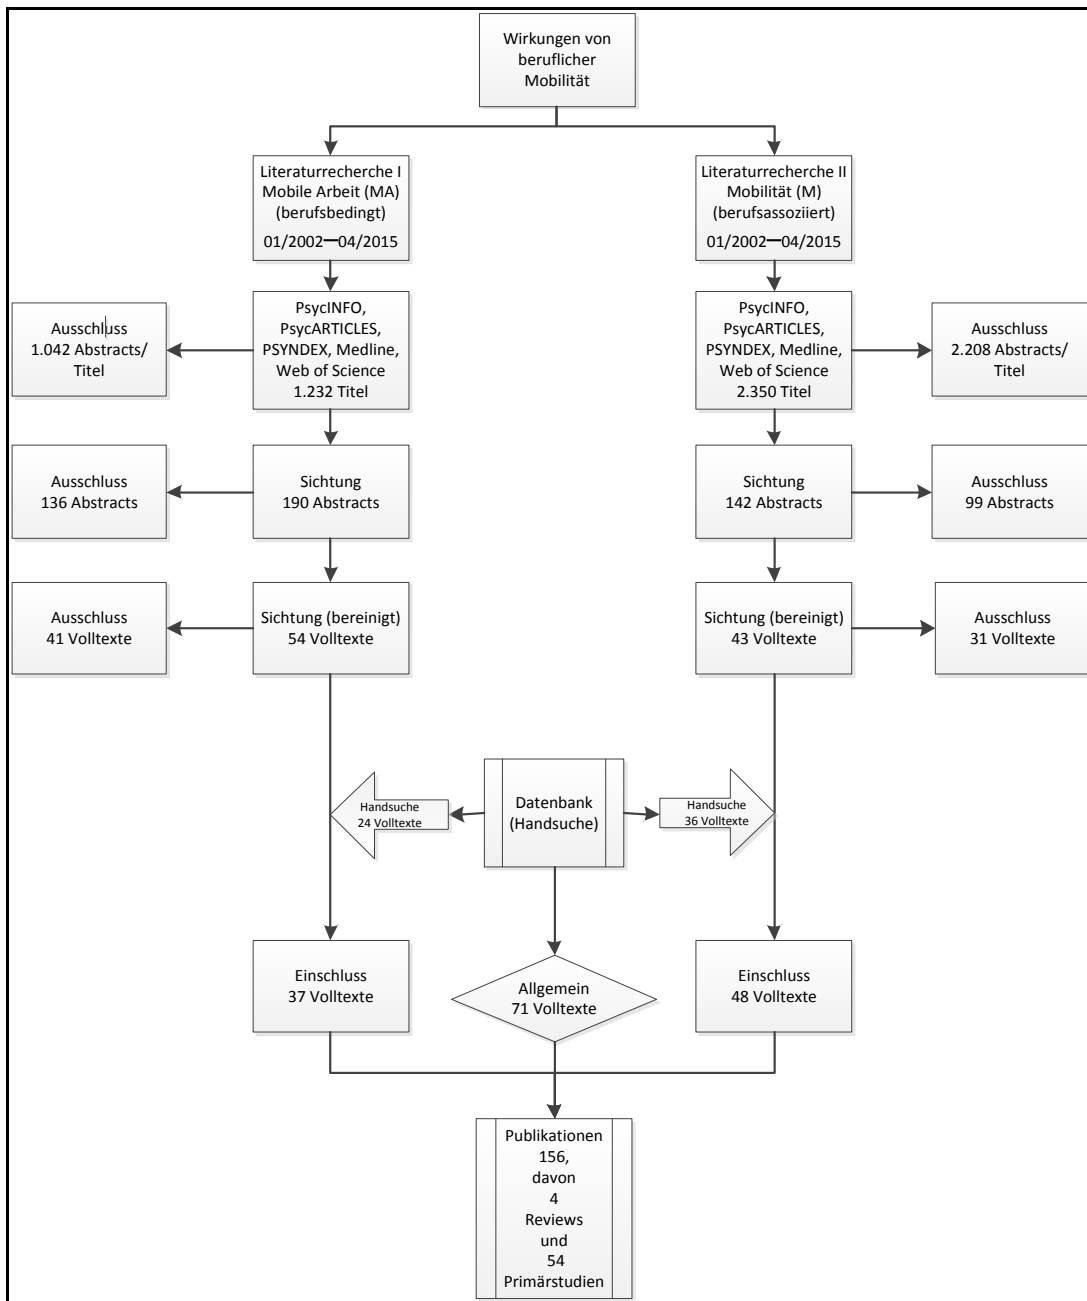 Wirkungen von
beruflicher
Mobilität
Literaturrecherche I
Mobile Arbeit (MA)
(berufsbedingt)
01/2002—04/2015
Literaturrecherche II
Mobilität (M)
(berufsassoziiert)
01/2002—04/2015
Ausschluss
1.042 Abstracts/
Titel
PsycINFO,
PsycARTICLES,
PSYNDEX, Medline,
Web of Science
1.232 Titel
PsycINFO,
PsycARTICLES,
PSYNDEX, Medline,
Web of Science
2.350 Titel
Ausschluss
2.208 Abstracts/
Titel
Ausschluss
136 Abstracts
Sichtung
190 Abstracts
Sichtung
142 Abstracts
Ausschluss
99 Abstracts
Ausschluss
41 Volltexte
Sichtung (bereinigt)
54 Volltexte
Sichtung (bereinigt)
43 Volltexte
Ausschluss
31 Volltexte
Handsuche
24 Volltexte
Datenbank
(Handsuche)
Handsuche
36 Volltexte
Einschluss
37 Volltexte
Allgemein
71 Volltexte
Einschluss
48 Volltexte
Publikationen
156,
davon
4
Reviews
und
54
Primärstudien